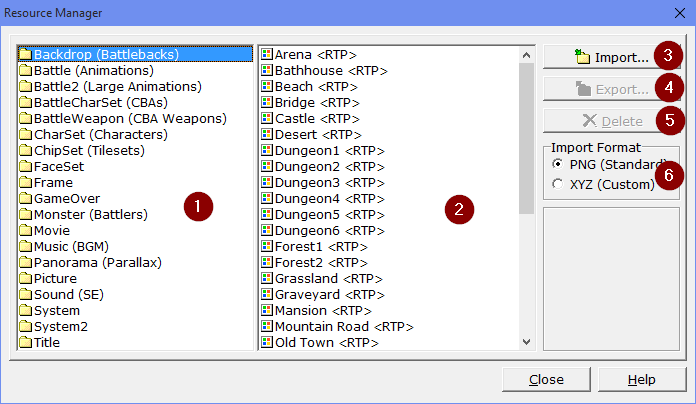 Resource Manager
Backdrop (Battlebacks)
Battle (Animations)
Battle2 (Large Animations)
BattleCharSet (CBAs)
BattleWeapon (CBA Weapons)
CharSet (Characters)
ChipSet (Tilesets)
FaceSet
Frame
GameOver
Monster (Battlers)
Movie
Music (BGM)
Panorama (Parallax)
Picture
Sound (SE)
System
System2
Title
1
Arena <RTP>
Bathhouse <RTP>
Beach <RTP>
Bridge <RTP>
Castle <RTP>
Desert <RTP>
Dungeon1 <RTP>
Dungeon2 <RTP>
Dungeon3 <RTP>
Dungeon4 <RTP>
Dungeon5 <RTP>
Dungeon6 <RTP>
Forest1 <RTP>
Forest2 <RTP>
Grassland <RTP>
Graveyard <RTP>
Mansion <RTP>
Mountain Road <RTP>
Old Town <RTP>
2
Import... 3
Export... 4
Delete 5
Import Format
PNG (Standard)
XYZ (Custom)
6
Close
Help